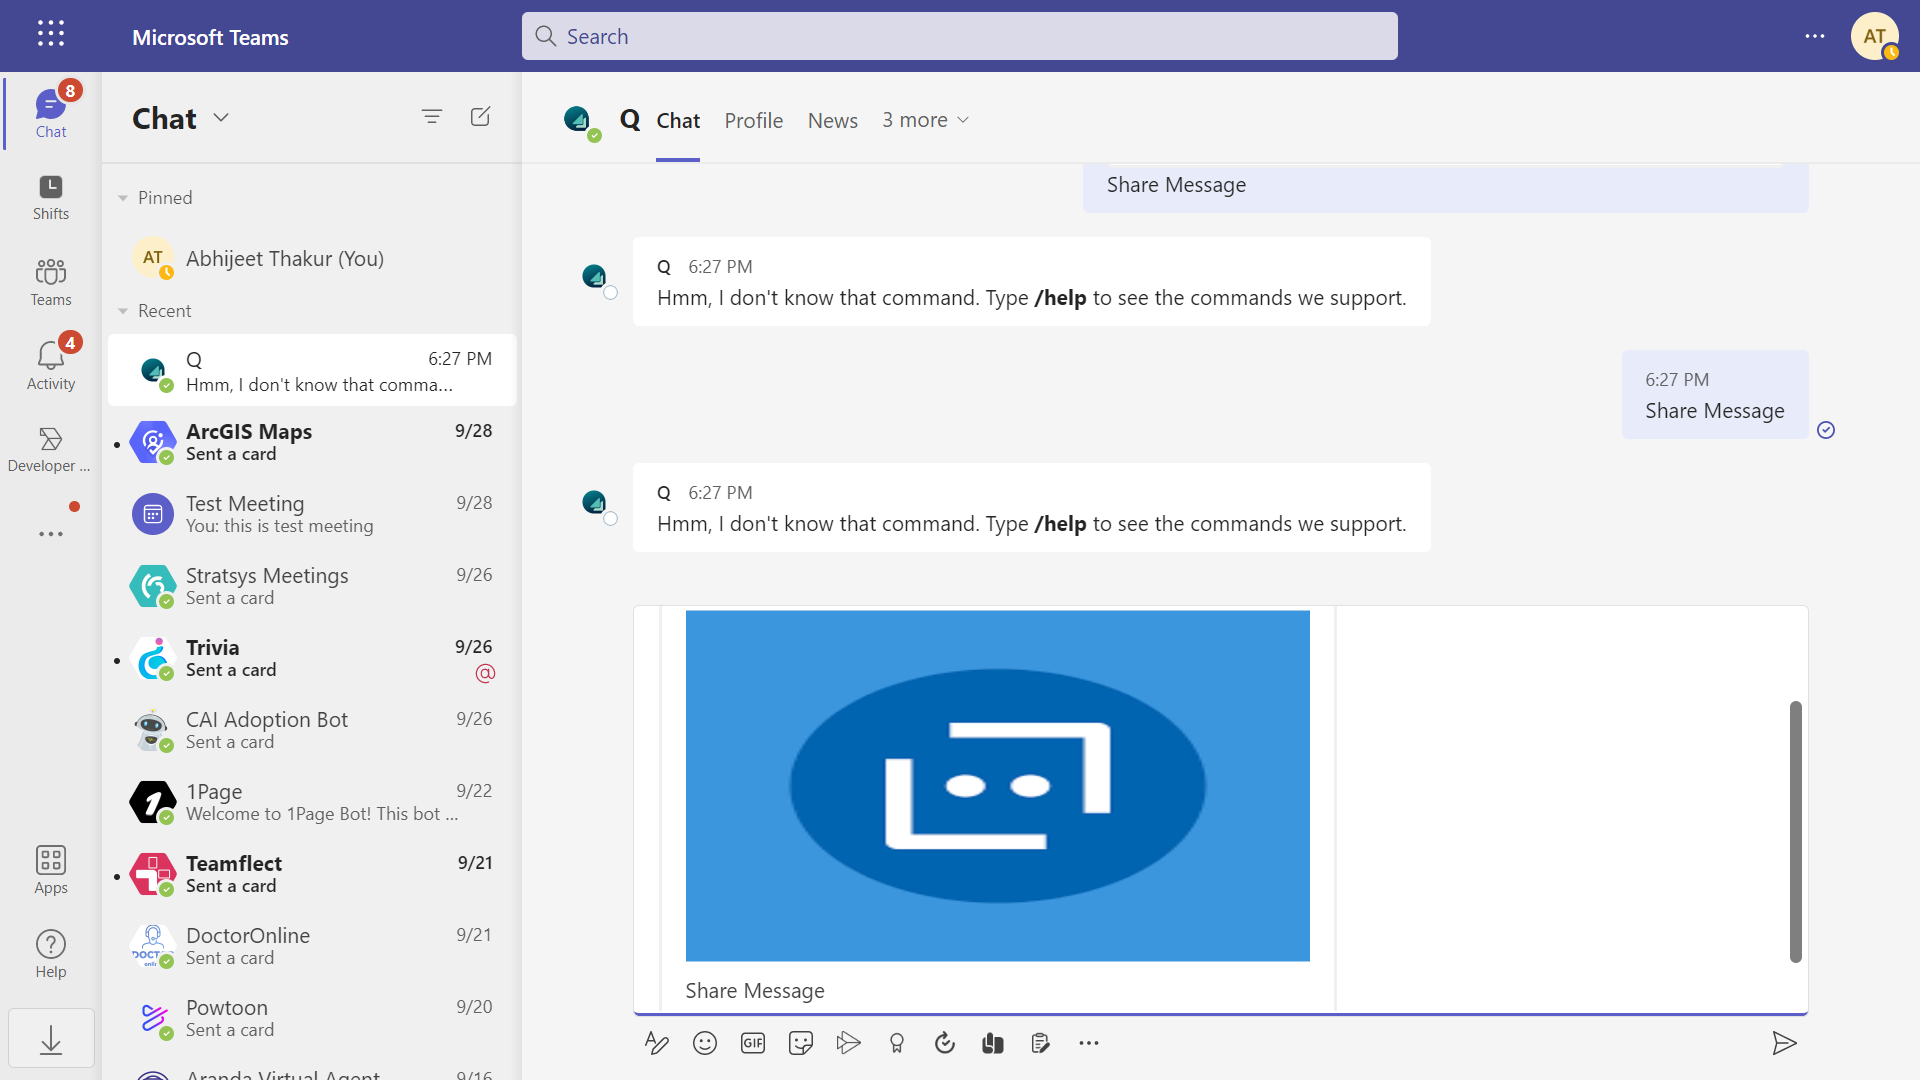 Microsoft Teams
Search
AT
8
Chat
Shifts
Teams
4
Activity
Developer ...
Apps
Help
Chat
Pinned
AT
Abhijeet Thakur (You)
Recent
Q
6:27 PM
Hmm, I don't know that comma...
ArcGIS Maps
9/28
Sent a card
Test Meeting
9/28
You: this is test meeting
Stratsys Meetings
9/26
Sent a card
Trivia
9/26
Sent a card
@
CAI Adoption Bot
9/26
Sent a card
1Page
9/22
Welcome to 1Page Bot! This bot ...
Teamflect
9/21
Sent a card
DoctorOnline
9/21
Sent a card
Powtoon
9/20
Sent a card
Aranda Virtual Agent
9/16
Q
Chat
Profile
News
3 more
Share Message
Q 6:27 PM
Hmm, I don't know that command. Type /help to see the commands we support.
6:27 PM
Share Message
Q 6:27 PM
Hmm, I don't know that command. Type /help to see the commands we support.
Share Message
GIF